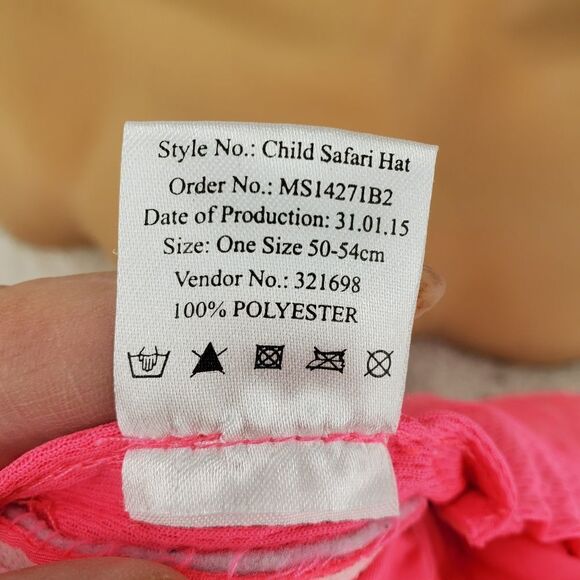 Style No.: Child Safari Hat
Order No.: MS14271B2
Date of Production: 31.01.15
Size: One Size 50-54cm
Vendor No.: 321698
100% POLYESTER